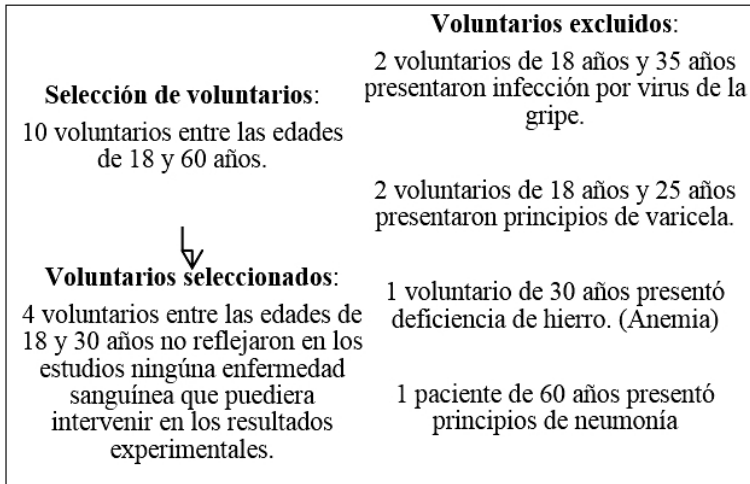 Selección de voluntarios:
10 voluntarios entre las edades
de 18 y 60 años.
Voluntarios seleccionados:
4 voluntarios entre las edades de
18 y 30 años no reflejaron en los
estudios ningúna enfermedad
sanguínea que puediera
intervenir en los resultados
experimentales.
Voluntarios excluidos:
2 voluntarios de 18 años y 35 años
presentaron infección por virus de la
gripe.
2 voluntarios de 18 años y 25 años
presentaron principios de varicela.
1 voluntario de 30 años presentó
deficiencia de hierro. (Anemia)
1 paciente de 60 años presentó
principios de neumonía